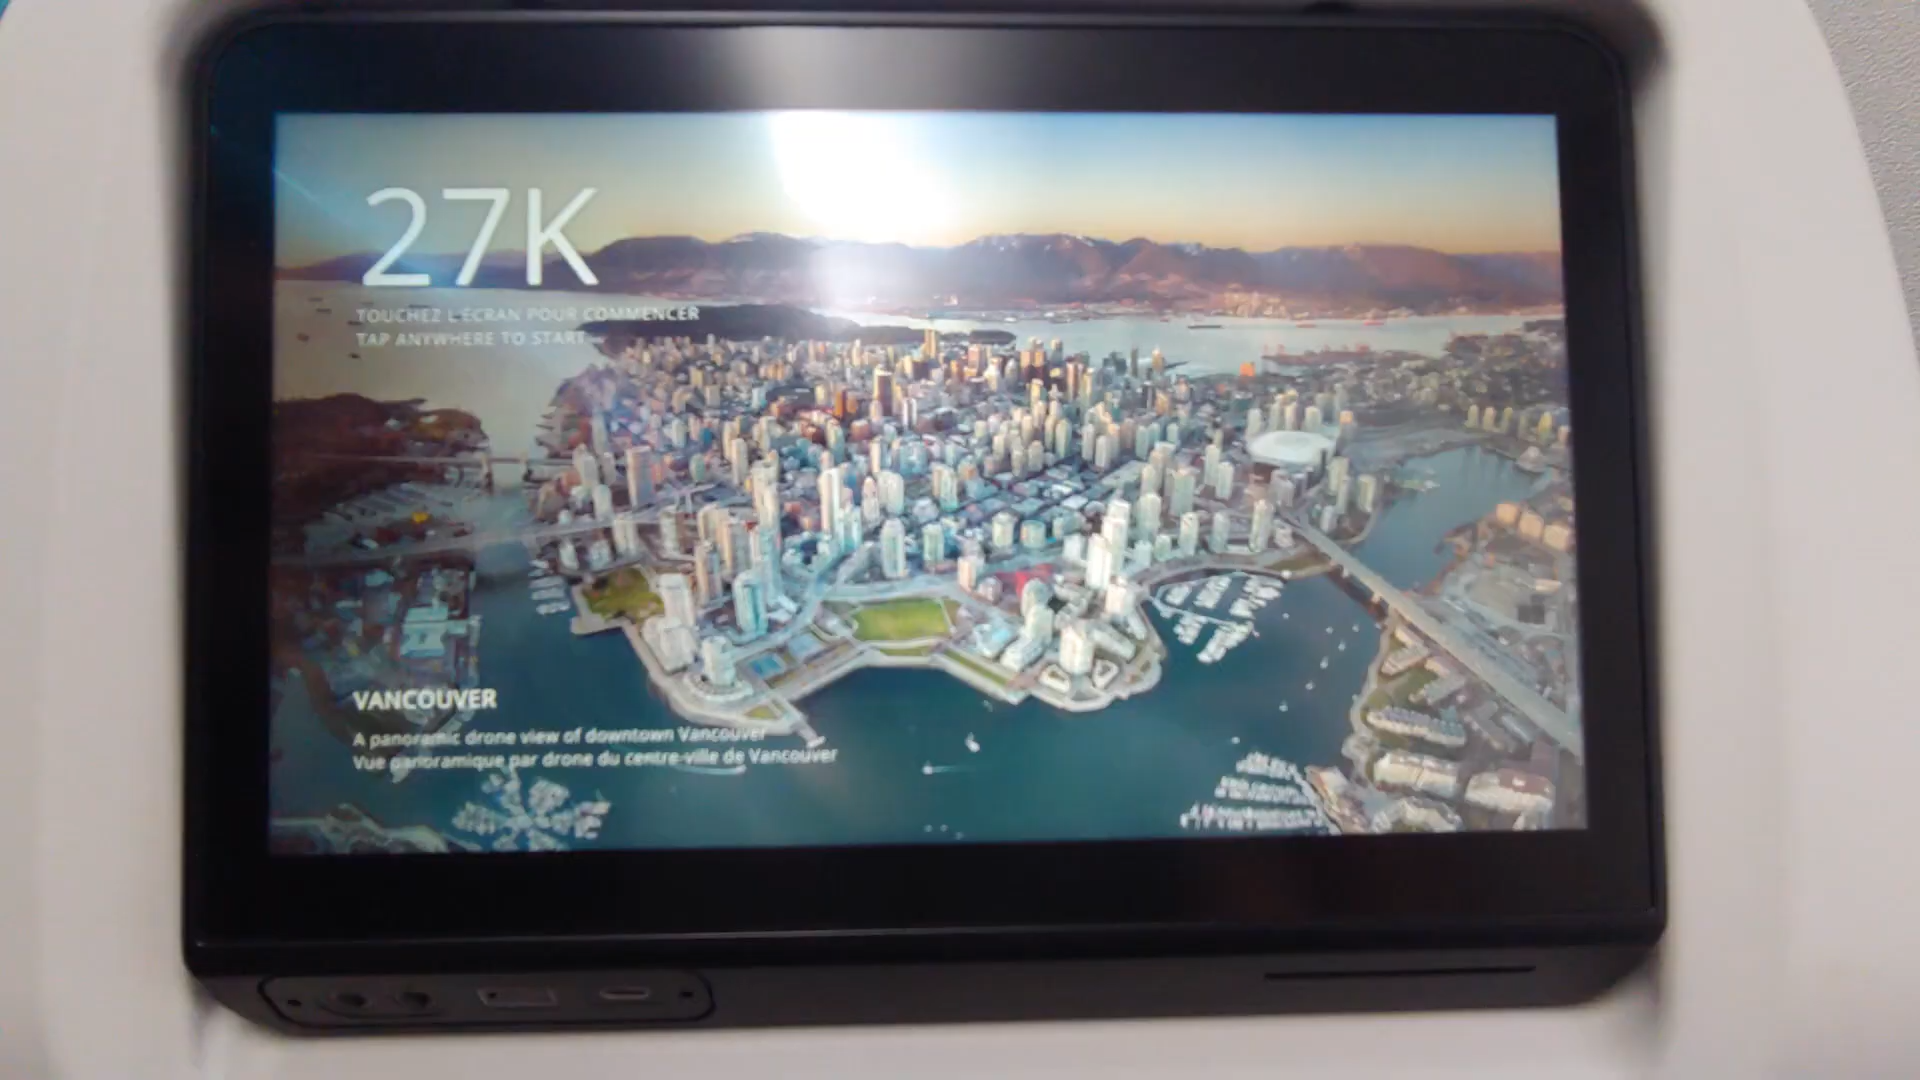 27K
TOUCHEZ L'ÉCRAN POUR COMMENCER
TAP ANYWHERE TO START
VANCOUVER
A panoramic drone view of downtown Vancouver
Vue panoramique par drone du centre-ville de Vancouver